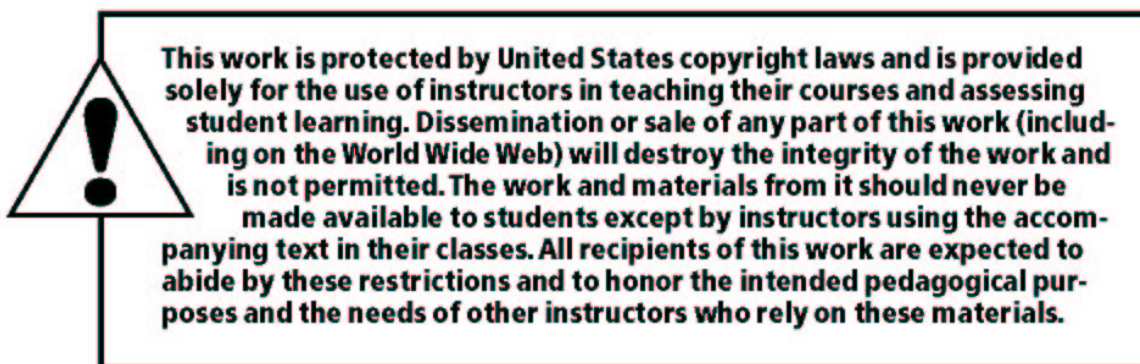 This work is protected by United States copyright laws and is provided
solely for the use of instructors in teaching their courses and assessing
student learning. Dissemination or sale of any part of this work (includ-
ing on the World Wide Web) will destroy the integrity of the work and
is not permitted. The work and materials from it should never be
made available to students except by instructors using the accom-
panying text in their classes. All recipients of this work are expected to
abide by these restrictions and to honor the intended pedagogical pur-
poses and the needs of other instructors who rely on these materials.